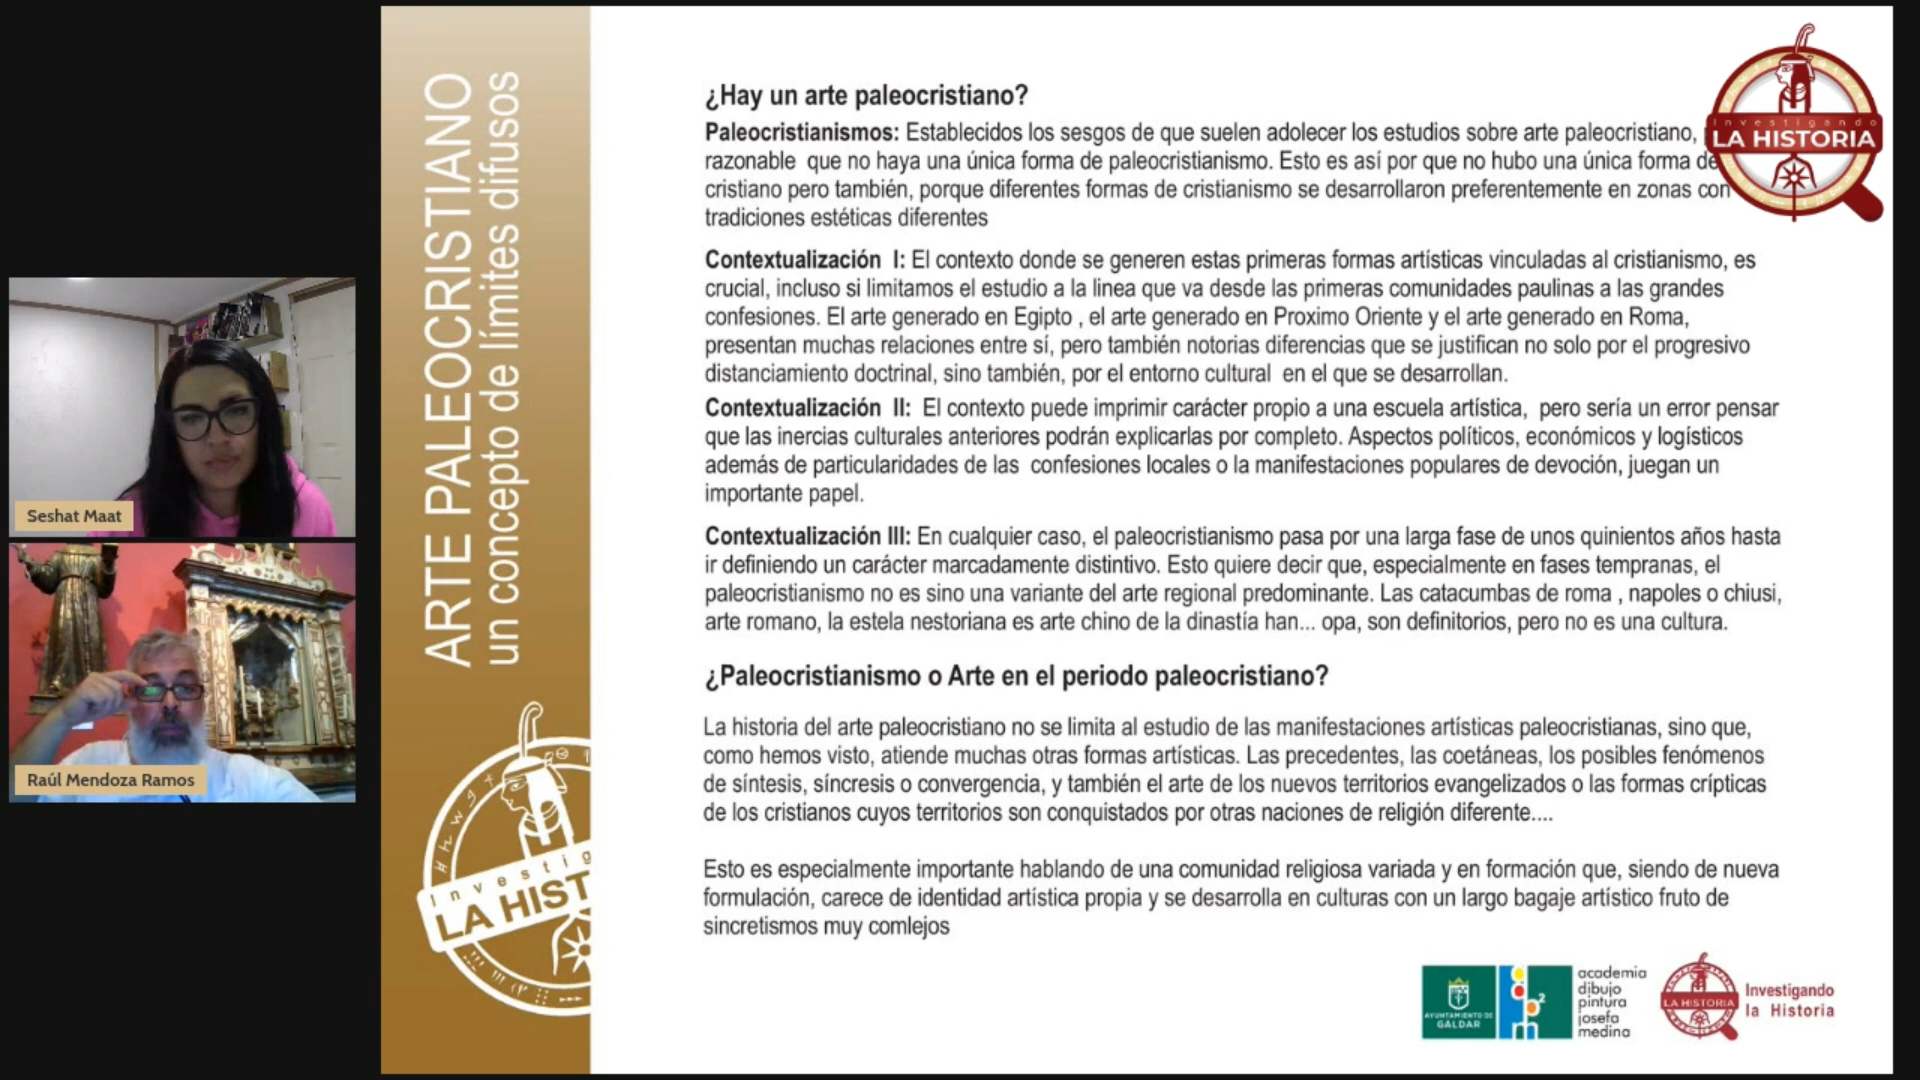 ARTE PALEOCRISTIANO
un concepto de límites difusos
Investig
LA HIST
Investigando
LA HISTORIA
¿Hay un arte paleocristiano?
Paleocristianismos: Establecidos los sesgos de que suelen adolecer los estudios sobre arte paleocristiano,
razonable que no haya una única forma de paleocristianismo. Esto es así por que no hubo una única forma de
cristiano pero también, porque diferentes formas de cristianismo se desarrollaron preferentemente en zonas con
tradiciones estéticas diferentes
Contextualización I: El contexto donde se generen estas primeras formas artísticas vinculadas al cristianismo, es
crucial, incluso si limitamos el estudio a la linea que va desde las primeras comunidades paulinas a las grandes
confesiones. El arte generado en Egipto , el arte generado en Proximo Oriente y el arte generado en Roma,
presentan muchas relaciones entre sí, pero también notorias diferencias que se justifican no solo por el progresivo
distanciamiento doctrinal, sino también, por el entorno cultural en el que se desarrollan.
Contextualización II: El contexto puede imprimir carácter propio a una escuela artística, pero sería un error pensar
que las inercias culturales anteriores podrán explicarlas por completo. Aspectos políticos, económicos y logísticos
además de particularidades de las confesiones locales o la manifestaciones populares de devoción, juegan un
importante papel.
Contextualización III: En cualquier caso, el paleocristianismo pasa por una larga fase de unos quinientos años hasta
ir definiendo un carácter marcadamente distintivo. Esto quiere decir que, especialmente en fases tempranas, el
paleocristianismo no es sino una variante del arte regional predominante. Las catacumbas de roma , napoles o chiusi,
arte romano, la estela nestoriana es arte chino de la dinastía han... opa, son definitorios, pero no es una cultura.
¿Paleocristianismo o Arte en el periodo paleocristiano?
La historia del arte paleocristiano no se limita al estudio de las manifestaciones artísticas paleocristianas, sino que,
como hemos visto, atiende muchas otras formas artísticas. Las precedentes, las coetáneas, los posibles fenómenos
de síntesis, síncresis o convergencia, y también el arte de los nuevos territorios evangelizados o las formas crípticas
de los cristianos cuyos territorios son conquistados por otras naciones de religión diferente....
Esto es especialmente importante hablando de una comunidad religiosa variada y en formación que, siendo de nueva
formulación, carece de identidad artística propia y se desarrolla en culturas con un largo bagaje artístico fruto de
sincretismos muy comlejos
Seshat Maat
Raúl Mendoza Ramos
AYUNTAMIENTO DE
GÁLDAR
academia
dibujo
pintura
josefa
medina
LA HISTORIA
Investigando
la Historia